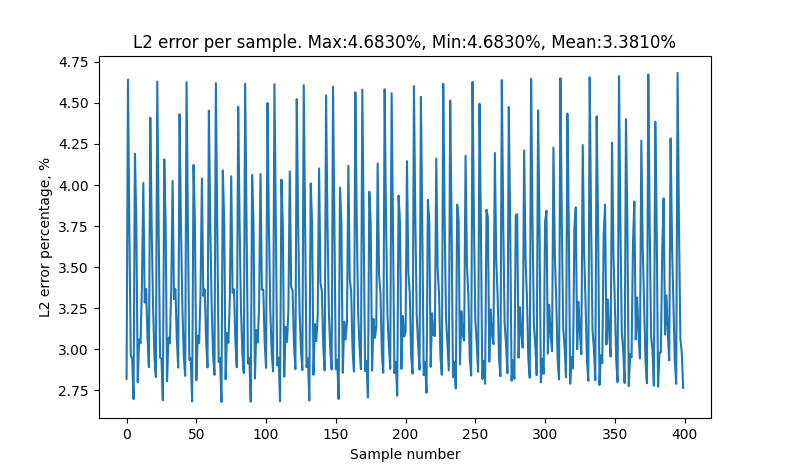 L2 error per sample. Max:4.6830%, Min:4.6830%, Mean:3.3810%
4.75
4.50
4.25
4.00
3.75
3.50
3.25
3.00
2.75
L2 error percentage, %
0 50 100 150 200 250 300 350 400
Sample number